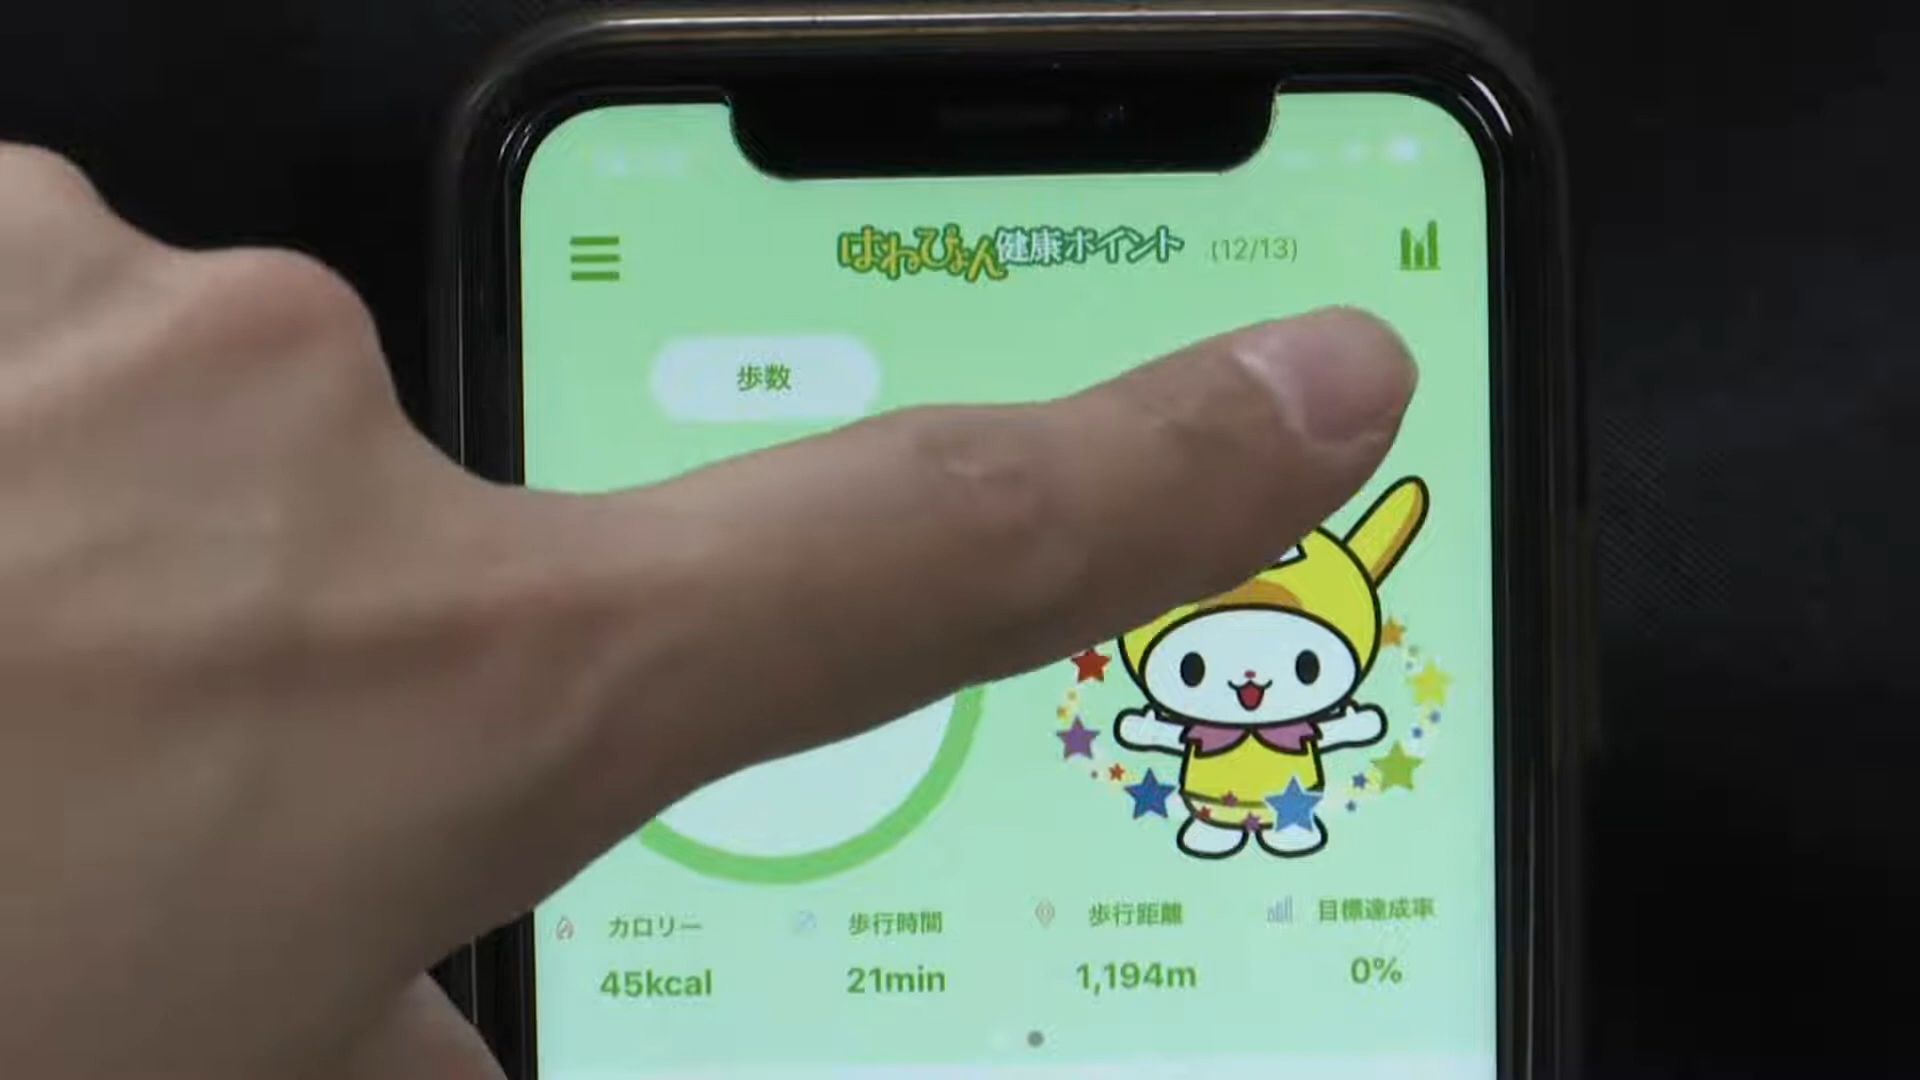 はねぴょん健康ポイント (12/13)
歩数
カロリー 歩行時間 歩行距離 目標達成率
45kcal 21min 1,194m 0%